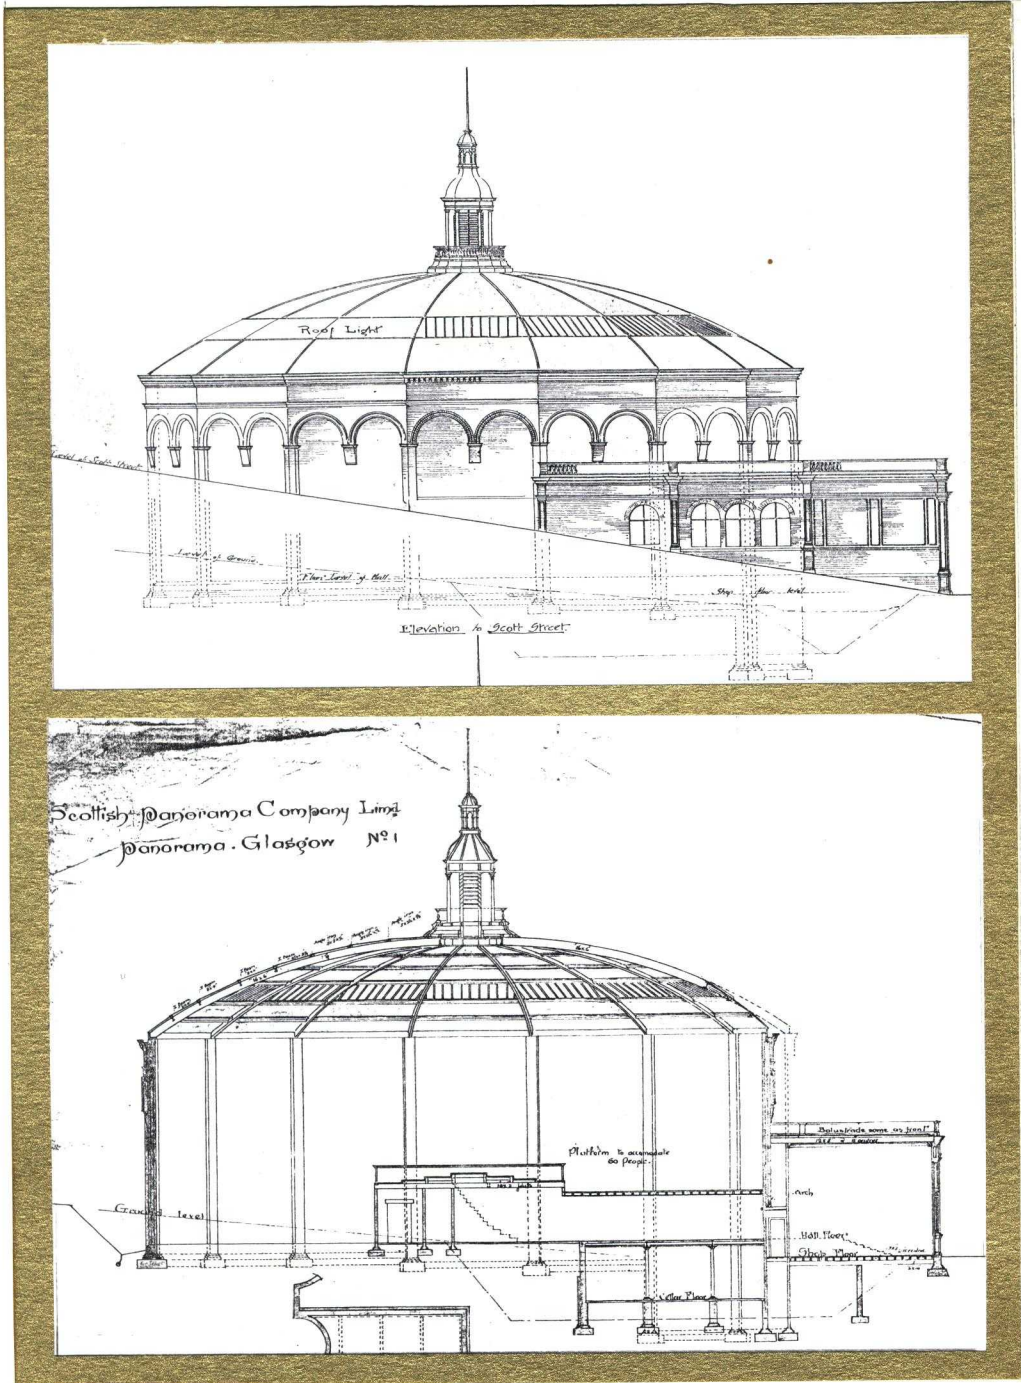 Roof Light
Level at Scott Street
Level of Ground
Floor Level of Hall
Shop floor level
Elevation to Scott Street.
Scottish Panorama Company Limd
Panorama. Glasgow No 1
Balustrade same as front
Platform to accomodate
60 People.
Arch
Ground level
Hall Floor
Shop Floor
Cellar Floor